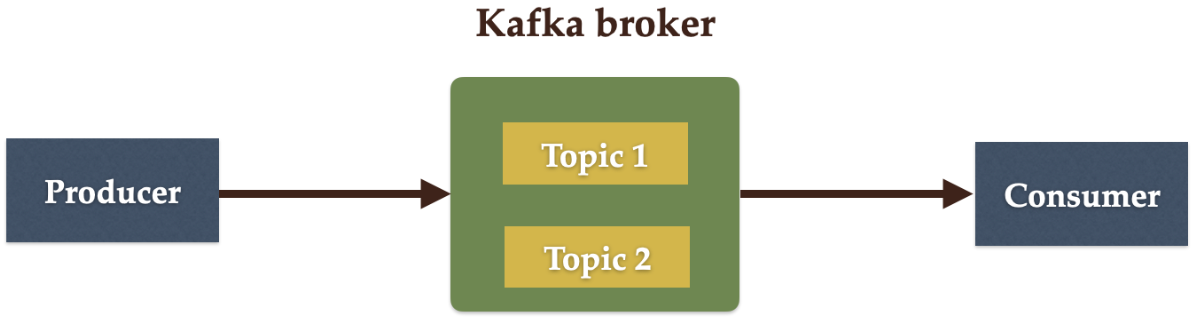 Kafka broker
Producer
Topic 1
Topic 2
Consumer